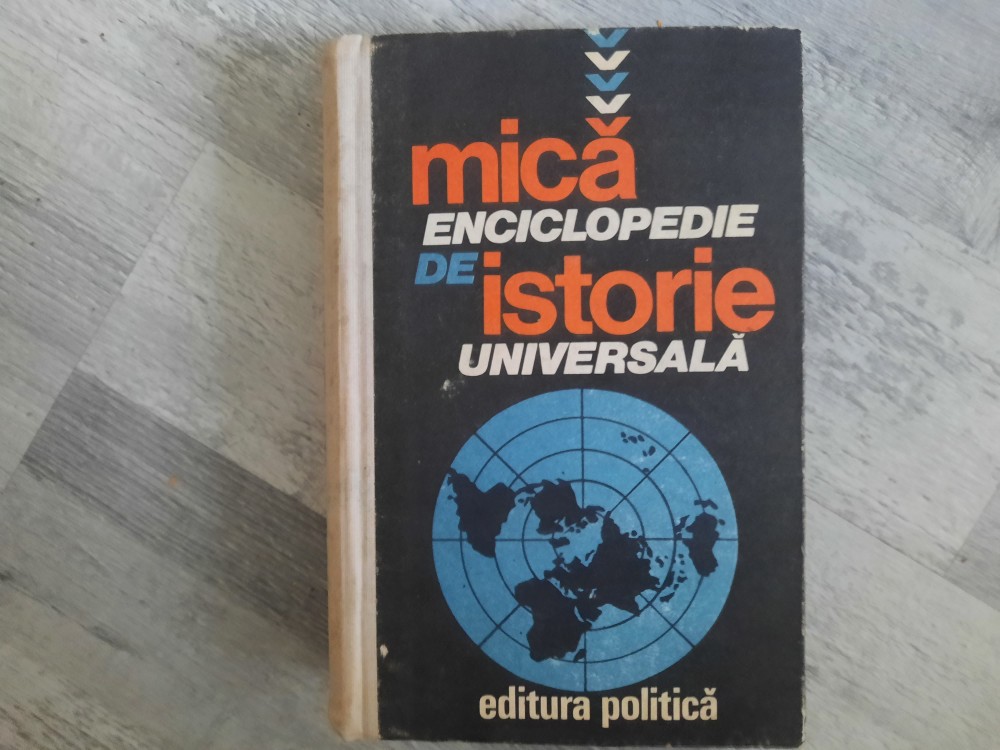 mică
ENCICLOPEDIE
DE istorie
UNIVERSALĂ
editura politică